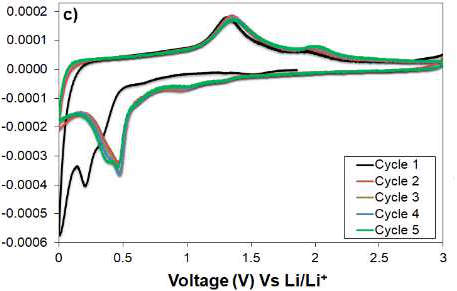 c)
0.0002
0.0001
0.0000
-0.0001
-0.0002
-0.0003
-0.0004
-0.0005
-0.0006
0 0.5 1 1.5 2 2.5 3
Voltage (V) Vs Li/Li⁺
Cycle 1
Cycle 2
Cycle 3
Cycle 4
Cycle 5